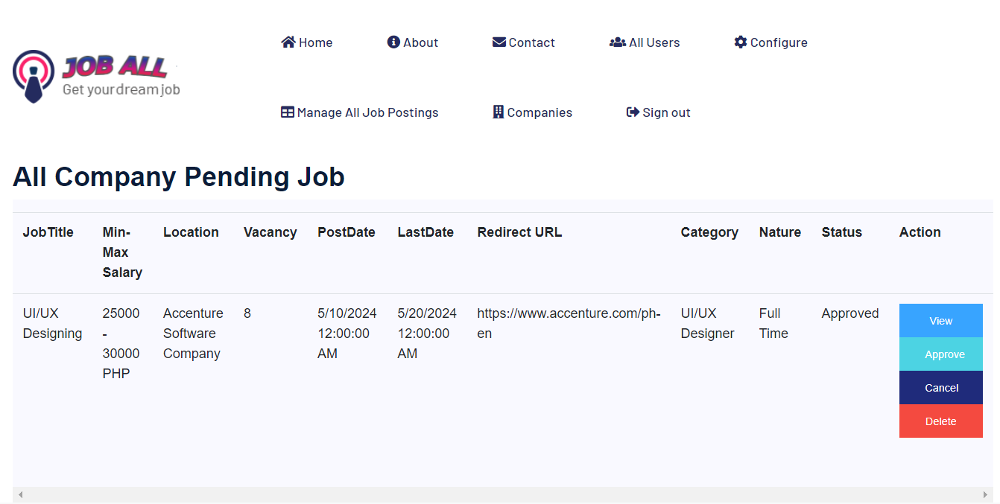 Home
About
Contact
All Users
Configure
JOB ALL
Get your dream job
Manage All Job Postings
Companies
Sign out
All Company Pending Job
JobTitle
Min-
Max
Salary
Location
Vacancy
PostDate
LastDate
Redirect URL
Category
Nature
Status
Action
UI/UX
Designing
25000
-
30000
PHP
Accenture
Software
Company
8
5/10/2024
12:00:00
AM
5/20/2024
12:00:00
AM
https://www.accenture.com/ph-
en
UI/UX
Designer
Full
Time
Approved
View
Approve
Cancel
Delete